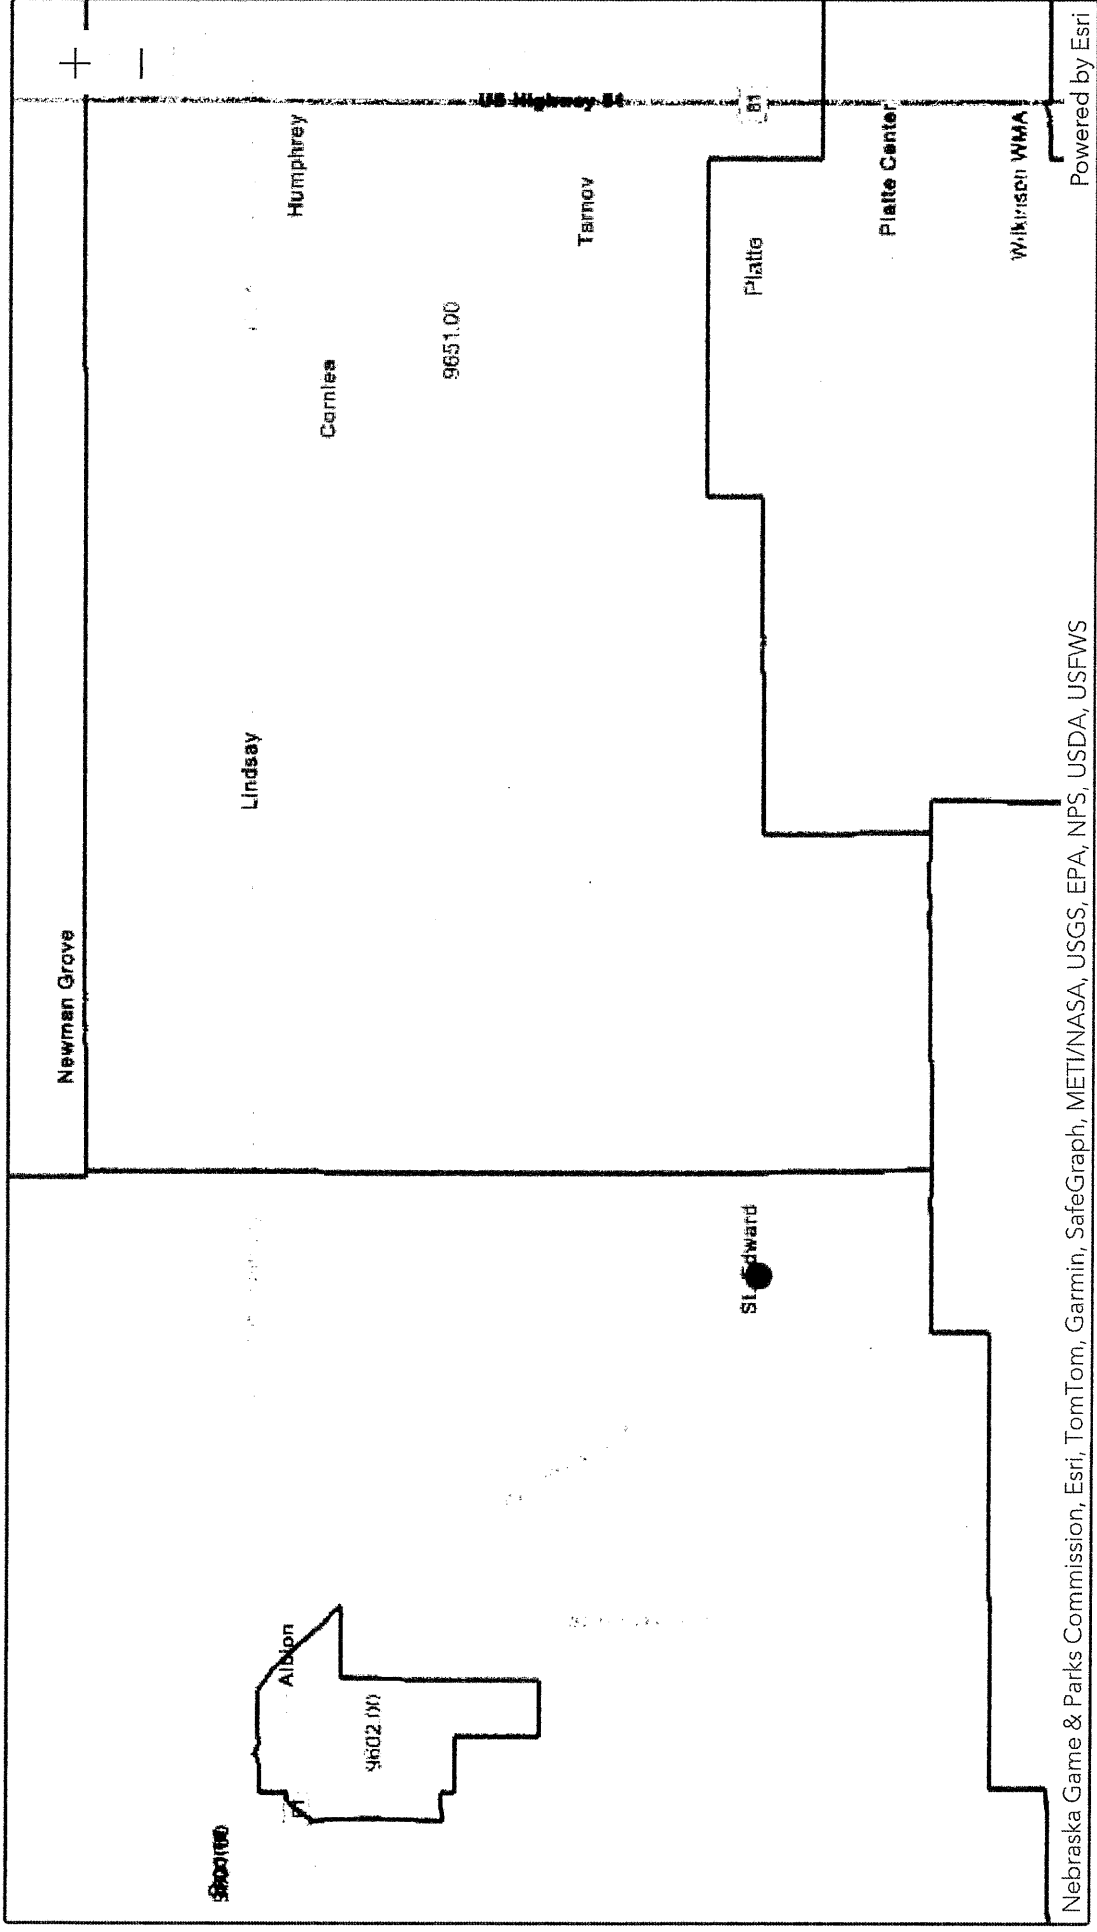 Newman Grove
Lindsay
Humphrey
Cornlea
Albion
9602.00
9651.00
US Highway 81
Tarnov
St. Edward
Platte
81
Platte Center
Wilkinson WMA
+
−
Nebraska Game & Parks Commission, Esri, TomTom, Garmin, SafeGraph, METI/NASA, USGS, EPA, NPS, USDA, USFWS
Powered by Esri